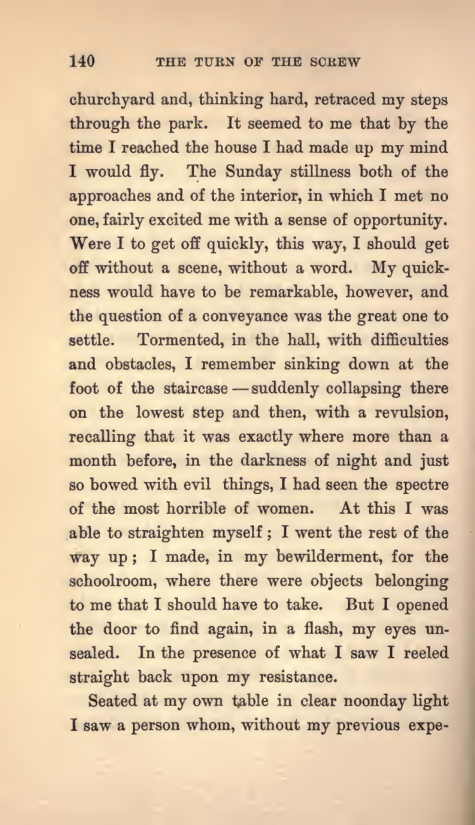 140 THE TURN OF THE SCREW
churchyard and, thinking hard, retraced my steps
through the park. It seemed to me that by the
time I reached the house I had made up my mind
I would fly. The Sunday stillness both of the
approaches and of the interior, in which I met no
one, fairly excited me with a sense of opportunity.
Were I to get off quickly, this way, I should get
off without a scene, without a word. My quick-
ness would have to be remarkable, however, and
the question of a conveyance was the great one to
settle. Tormented, in the hall, with difficulties
and obstacles, I remember sinking down at the
foot of the staircase — suddenly collapsing there
on the lowest step and then, with a revulsion,
recalling that it was exactly where more than a
month before, in the darkness of night and just
so bowed with evil things, I had seen the spectre
of the most horrible of women. At this I was
able to straighten myself; I went the rest of the
way up; I made, in my bewilderment, for the
schoolroom, where there were objects belonging
to me that I should have to take. But I opened
the door to find again, in a flash, my eyes un-
sealed. In the presence of what I saw I reeled
straight back upon my resistance.
Seated at my own table in clear noonday light
I saw a person whom, without my previous expe-